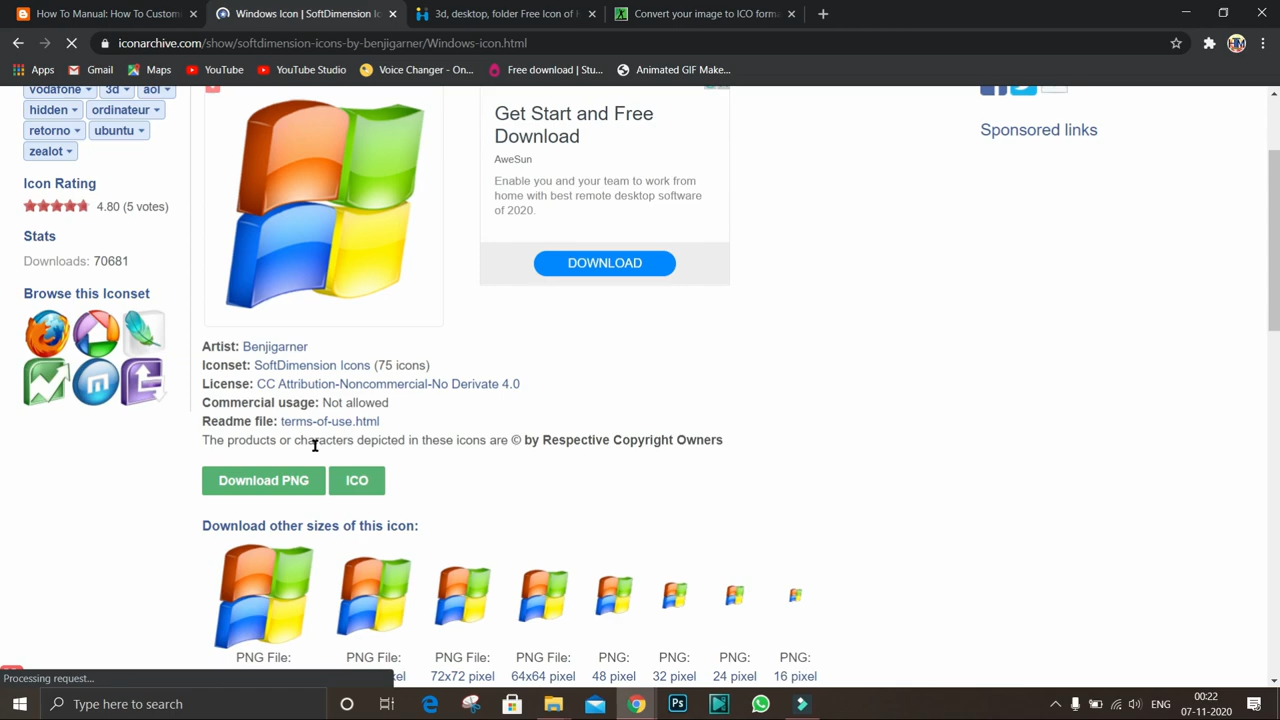 How To Manual: How To Custom
Windows Icon | SoftDimension Ic
3d, desktop, folder Free Icon of H
Convert your image to ICO forma
iconarchive.com/show/softdimension-icons-by-benjigarner/Windows-icon.html
Apps
Gmail
Maps
YouTube
YouTube Studio
Voice Changer - On...
Free download | Stu...
Animated GIF Make...
vodafone
3d
aol
hidden
ordinateur
retorno
ubuntu
zealot
Icon Rating
4.80 (5 votes)
Stats
Downloads: 70681
Browse this Iconset
Get Start and Free
Download
AweSun
Enable you and your team to work from
home with best remote desktop software
of 2020.
DOWNLOAD
Sponsored links
Artist: Benjigarner
Iconset: SoftDimension Icons (75 icons)
License: CC Attribution-Noncommercial-No Derivate 4.0
Commercial usage: Not allowed
Readme file: terms-of-use.html
The products or characters depicted in these icons are © by Respective Copyright Owners
Download PNG
ICO
Download other sizes of this icon:
PNG File:
PNG File:
PNG File:
PNG File:
PNG:
PNG:
PNG:
PNG:
72x72 pixel
64x64 pixel
48 pixel
32 pixel
24 pixel
16 pixel
Processing request...
Type here to search
Ps
ENG
00:22
07-11-2020